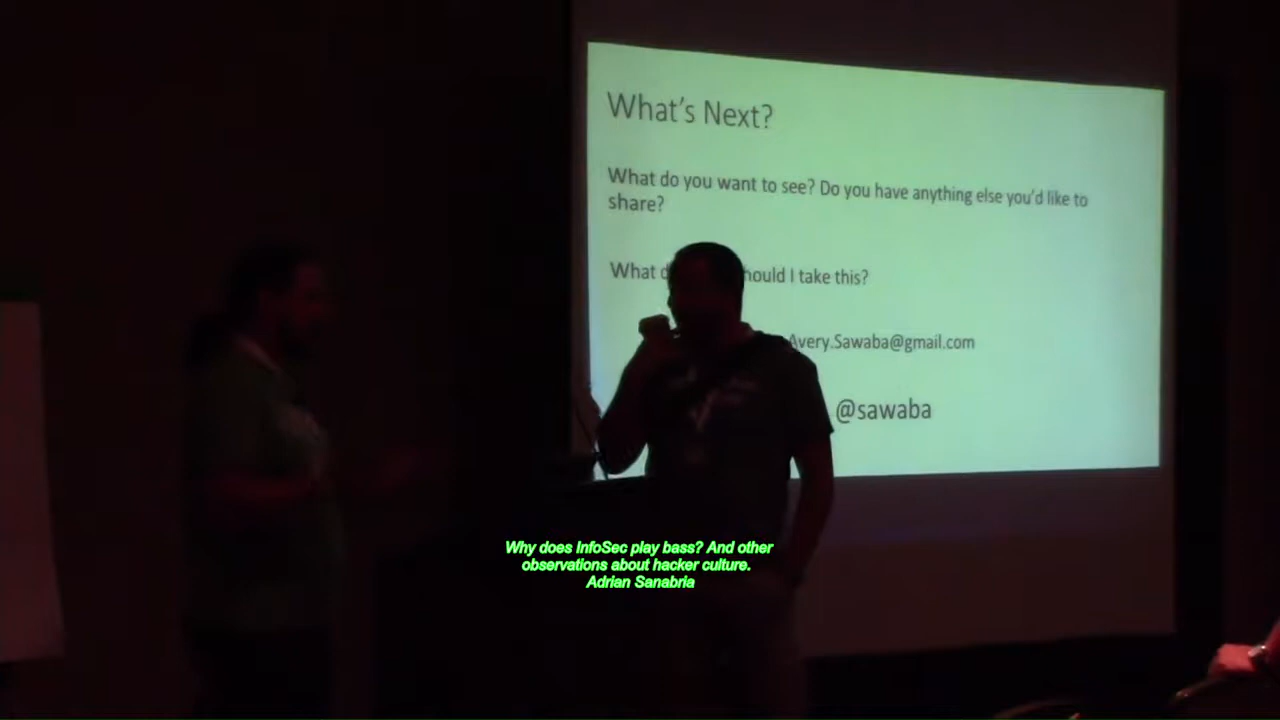 What's Next?
What do you want to see? Do you have anything else you'd like to
share?
What d hould I take this?
Avery.Sawaba@gmail.com
@sawaba
Why does InfoSec play bass? And other
observations about hacker culture.
Adrian Sanabria